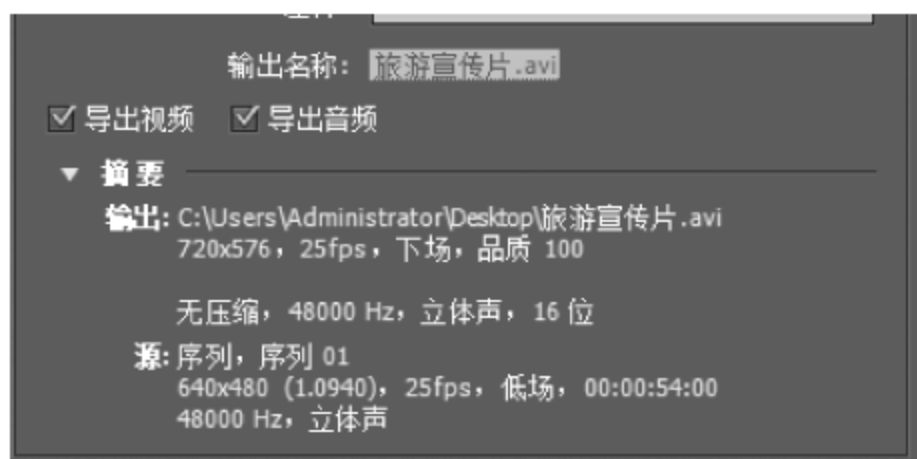 输出名称: 旅游宣传片.avi
导出视频 导出音频
摘要
输出: C:\Users\Administrator\Desktop\旅游宣传片.avi
720x576, 25fps, 下场, 品质 100
无压缩, 48000 Hz, 立体声, 16 位
源: 序列, 序列 01
640x480 (1.0940), 25fps, 低场, 00:00:54:00
48000 Hz, 立体声